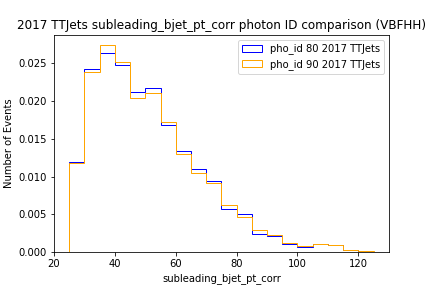 2017 TTJets subleading_bjet_pt_corr photon ID comparison (VBFHH)
pho_id 80 2017 TTJets
pho_id 90 2017 TTJets
Number of Events
0.025
0.020
0.015
0.010
0.005
0.000
20 40 60 80 100 120
subleading_bjet_pt_corr